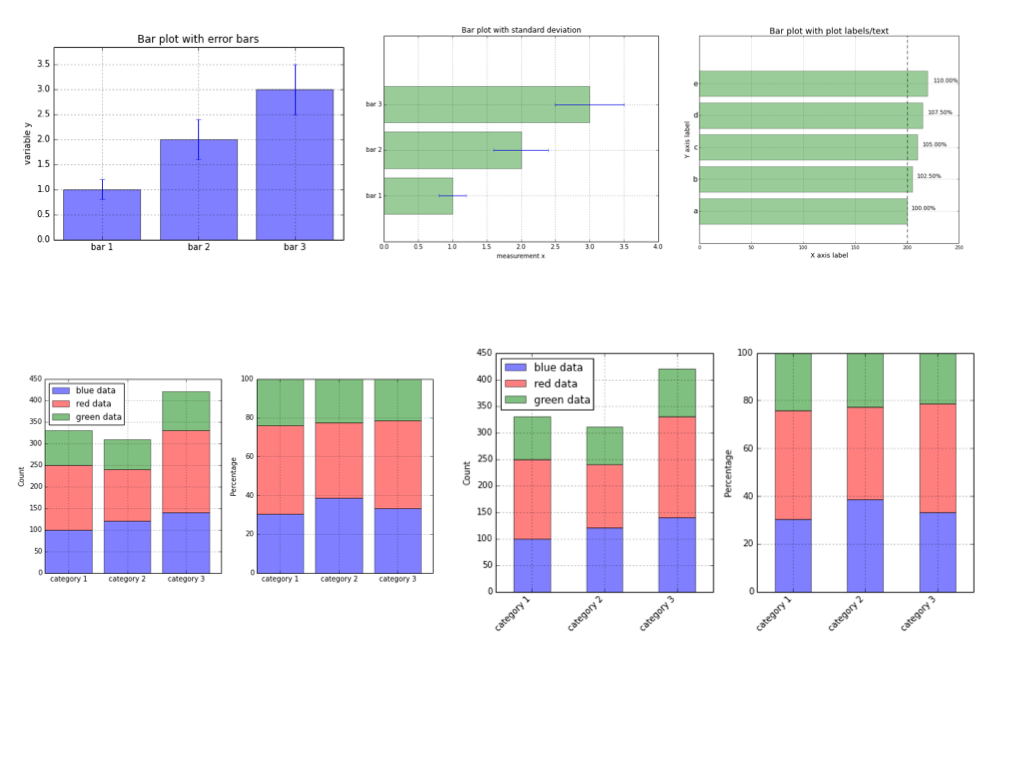 Bar plot with error bars
variable y
3.5
3.0
2.5
2.0
1.5
1.0
0.5
0.0
bar 1 bar 2 bar 3
Bar plot with standard deviation
bar 3
bar 2
bar 1
0.0 0.5 1.0 1.5 2.0 2.5 3.0 3.5 4.0
measurement x
Bar plot with plot labels/text
Y axis label
e 110.00%
d 107.50%
c 105.00%
b 102.50%
a 100.00%
0 50 100 150 200 250
X axis label
Count
450
400
350
300
250
200
150
100
50
0
blue data
red data
green data
category 1 category 2 category 3
Percentage
100
80
60
40
20
0
category 1 category 2 category 3
Count
450
400
350
300
250
200
150
100
50
0
blue data
red data
green data
category 1 category 2 category 3
Percentage
100
80
60
40
20
0
category 1 category 2 category 3